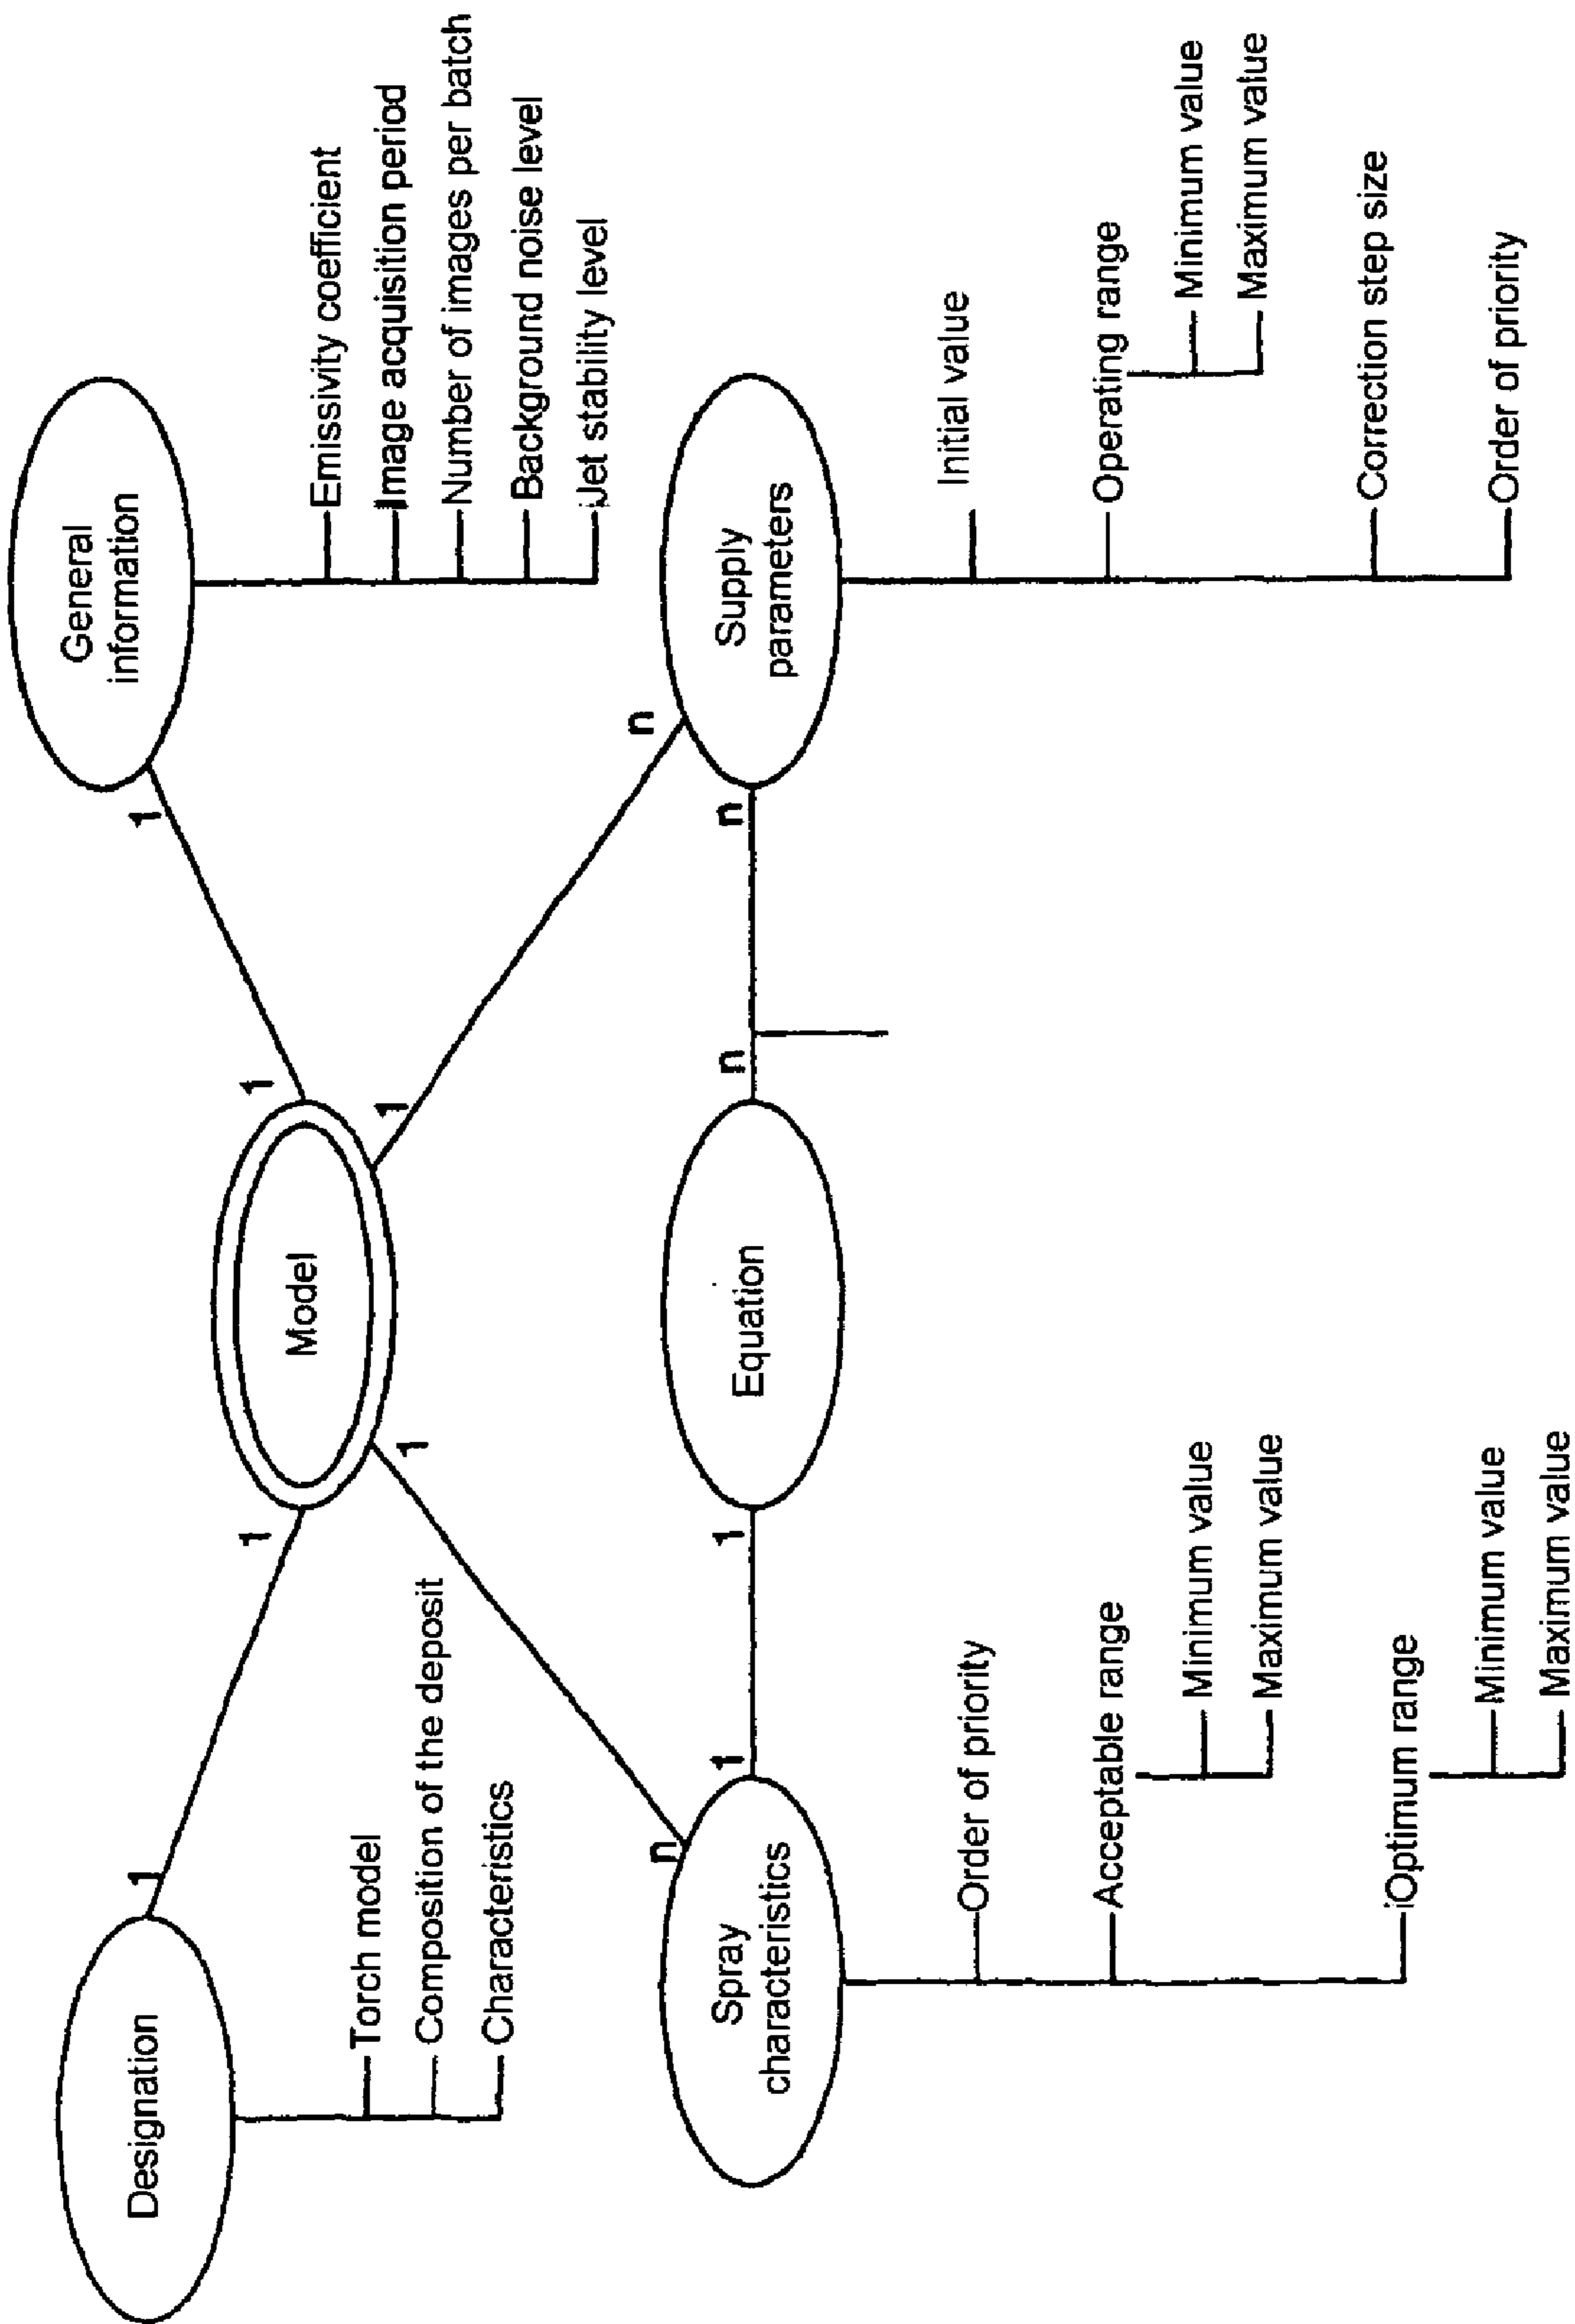 Designation
1
Torch model
Composition of the deposit
Characteristics
1
Model
1
1
General
information
Emissivity coefficient
Image acquisition period
Number of images per batch
Background noise level
Jet stability level
1
n
1
n
Spray
characteristics
1
1
Equation
n
n
Supply
parameters
Order of priority
Acceptable range
Minimum value
Maximum value
Optimum range
Minimum value
Maximum value
Initial value
Operating range
Minimum value
Maximum value
Correction step size
Order of priority